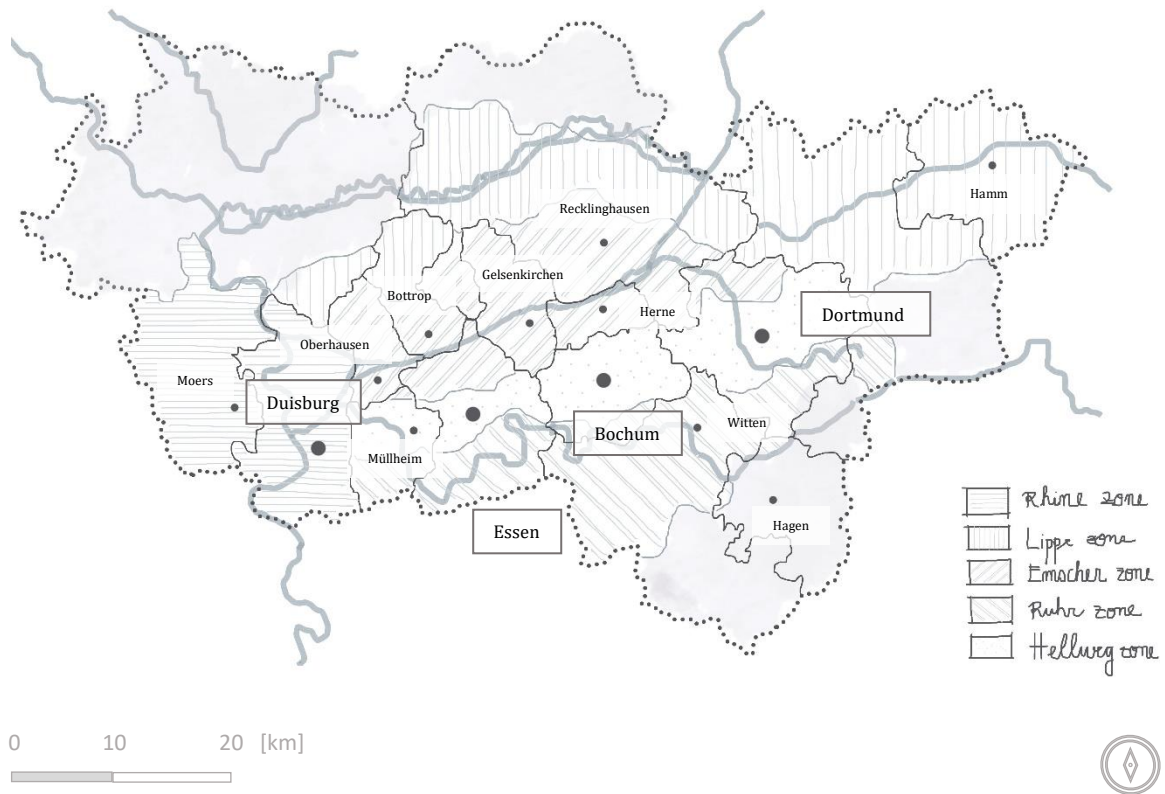 Hamm
Recklinghausen
Gelsenkirchen
Bottrop
Herne
Dortmund
Oberhausen
Moers
Duisburg
Witten
Bochum
Müllheim
Essen
Hagen
Rhine zone
Lippe zone
Emscher zone
Ruhr zone
Hellwrg zone
0 10 20 [km]